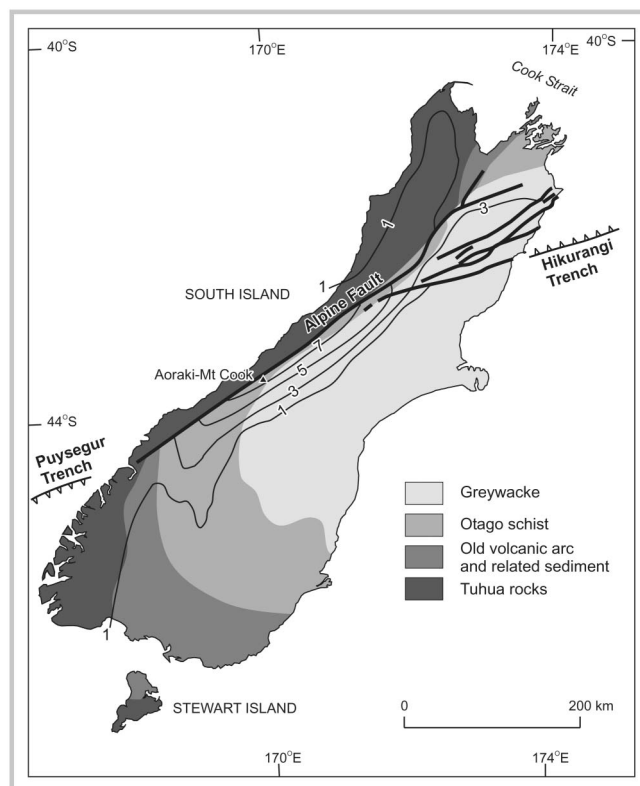 40°S
170°E
174°E
40°S
Cook Strait
3
1
Hikurangi
Trench
1
SOUTH ISLAND
Alpine Fault
7
Aoraki-Mt Cook
5
3
1
44°S
Puysegur
Trench
Greywacke
Otago schist
Old volcanic arc
and related sediment
Tuhua rocks
1
STEWART ISLAND
0
200 km
170°E
174°E